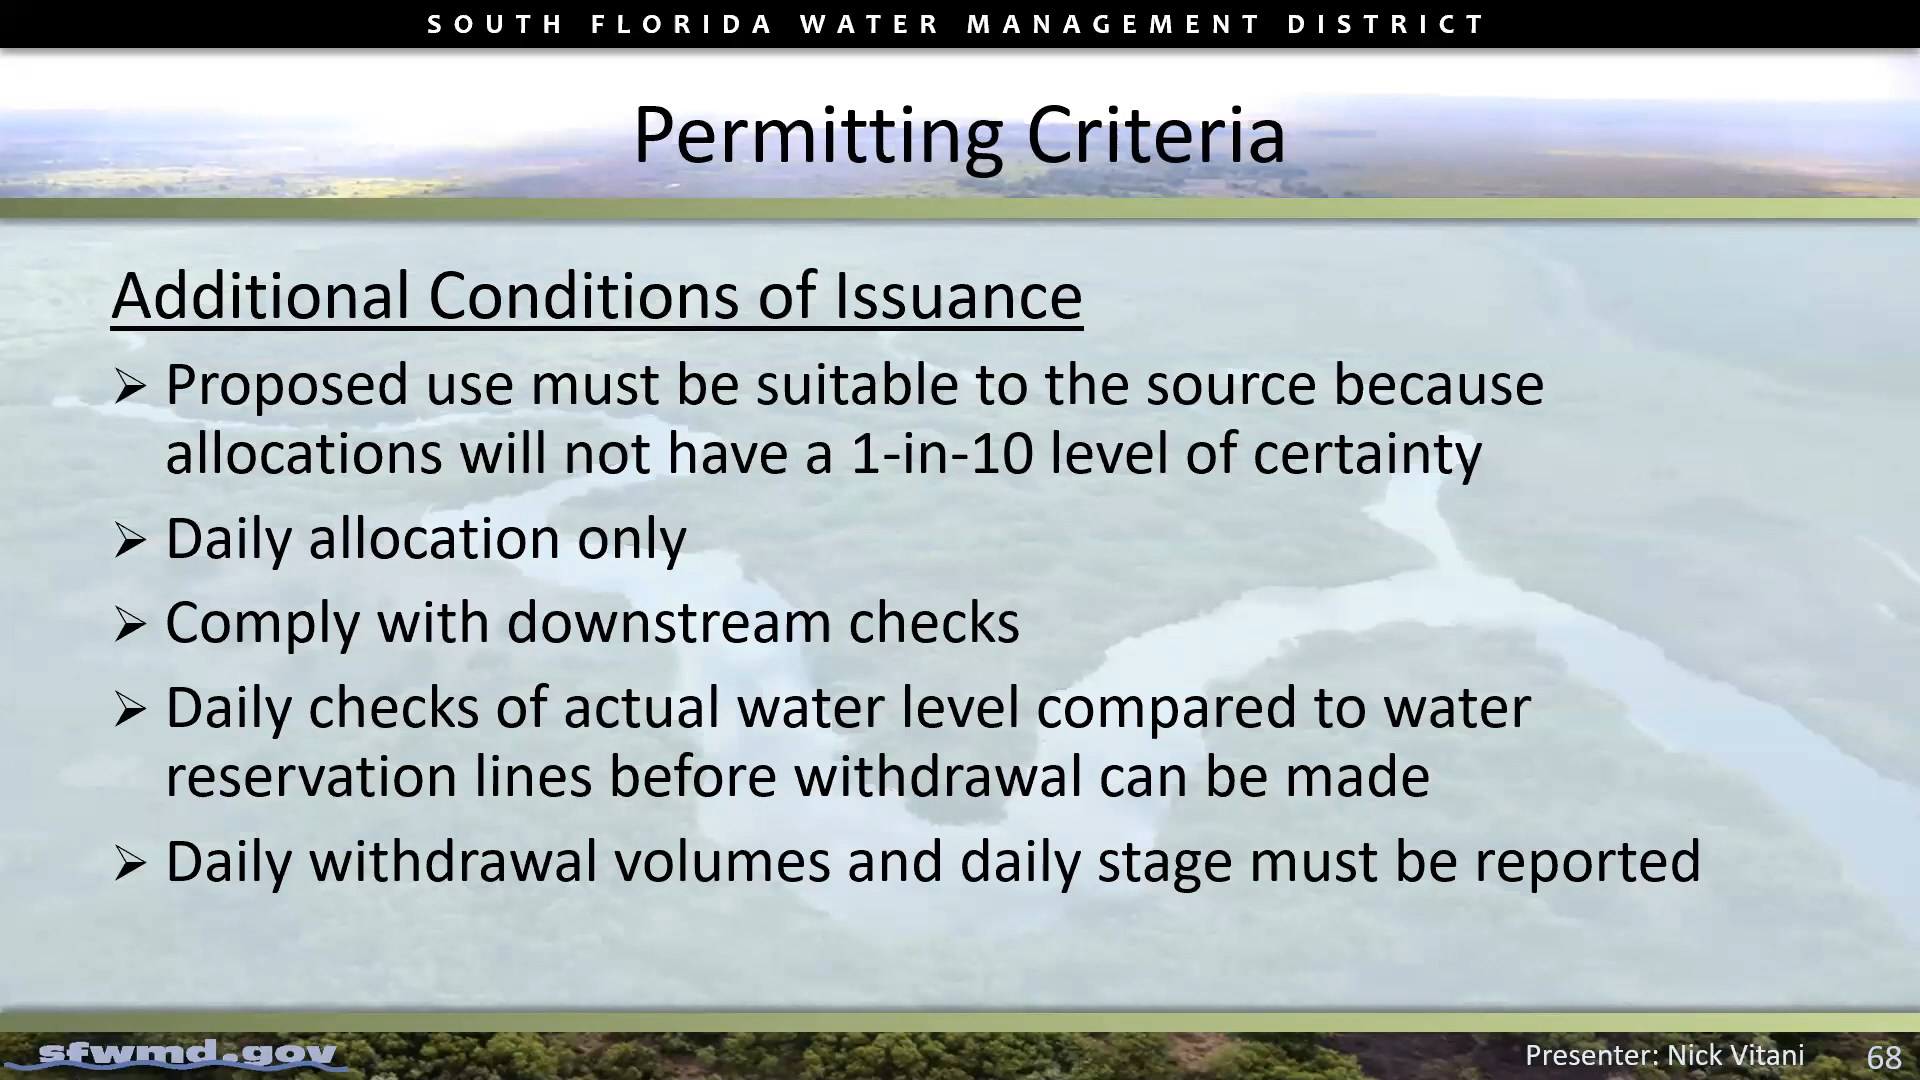 SOUTH FLORIDA WATER MANAGEMENT DISTRICT
Permitting Criteria
Additional Conditions of Issuance
➢ Proposed use must be suitable to the source because
allocations will not have a 1-in-10 level of certainty
➢ Daily allocation only
➢ Comply with downstream checks
➢ Daily checks of actual water level compared to water
reservation lines before withdrawal can be made
➢ Daily withdrawal volumes and daily stage must be reported
sfwmd.gov
Presenter: Nick Vitani
68